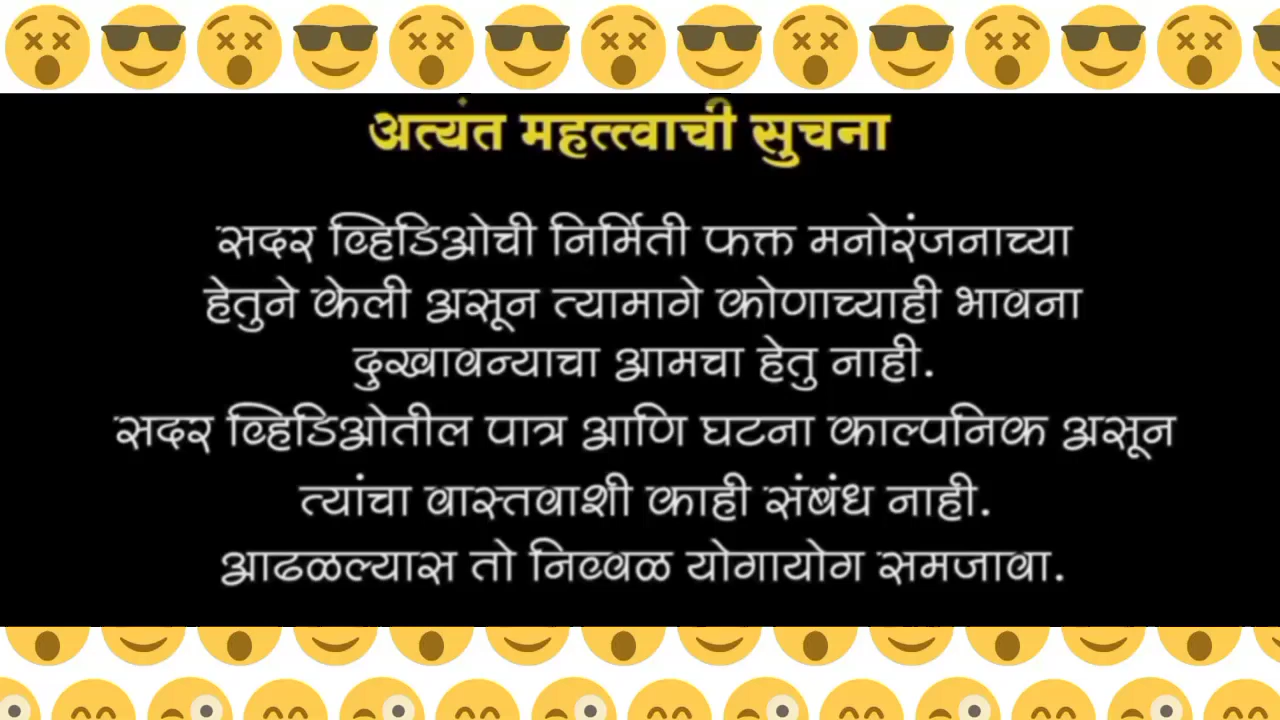 अत्यंत महत्त्वाची सुचना
सदर व्हिडिओची निर्मिती फक्त मनोरंजनाच्या
हेतुने केली असून त्यामागे कोणाच्याही भावना
दुखावन्याचा आमचा हेतु नाही.
सदर व्हिडिओतील पात्र आणि घटना काल्पनिक असून
त्यांचा वास्तवाशी काही संबंध नाही.
आढळल्यास तो निव्वळ योगायोग समजावा.